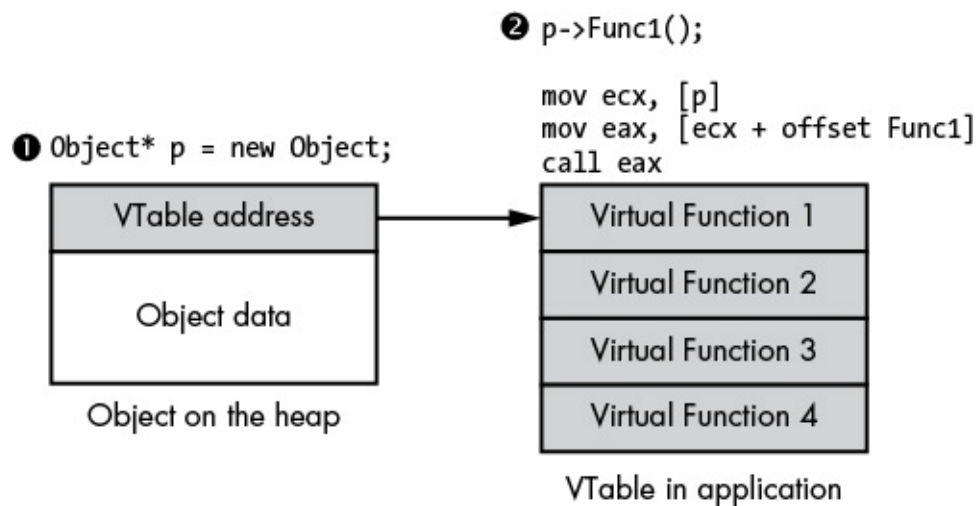 ❷ p->Func1();
mov ecx, [p]
mov eax, [ecx + offset Func1]
call eax
❶ Object* p = new Object;
VTable address
Object data
Object on the heap
Virtual Function 1
Virtual Function 2
Virtual Function 3
Virtual Function 4
VTable in application